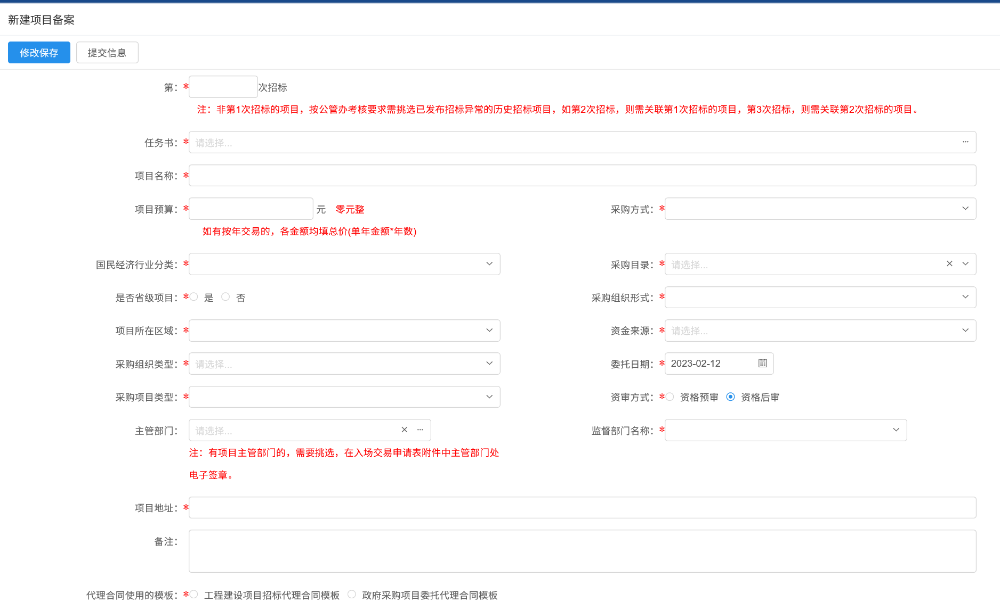 新建项目备案
修改保存 提交信息
第：* 次招标
注：非第1次招标的项目，按公管办考核要求需挑选已发布招标异常的历史招标项目，如第2次招标，则需关联第1次招标的项目，第3次招标，则需关联第2次招标的项目。
任务书：* 请选择...
项目名称：*
项目预算：* 元 零元整 采购方式：*
如有按年交易的，各金额均填总价(单年金额*年数)
国民经济行业分类：* 采购目录：* 请选择...
是否省级项目：* 是 否 采购组织形式：*
项目所在区域：* 资金来源：* 请选择...
采购组织类型：* 请选择... 委托日期：* 2023-02-12
采购项目类型：* 资审方式：* 资格预审 资格后审
主管部门： 请选择... 监督部门名称：*
注：有项目主管部门的，需要挑选，在入场交易申请表附件中主管部门处
电子签章。
项目地址：*
备注：
代理合同使用的模板：* 工程建设项目招标代理合同模板 政府采购项目委托代理合同模板